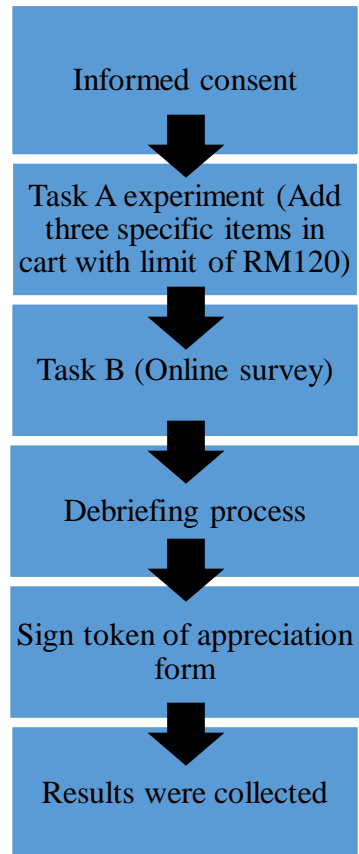 Informed consent
Task A experiment (Add
three specific items in
cart with limit of RM120)
Task B (Online survey)
Debriefing process
Sign token of appreciation
form
Results were collected